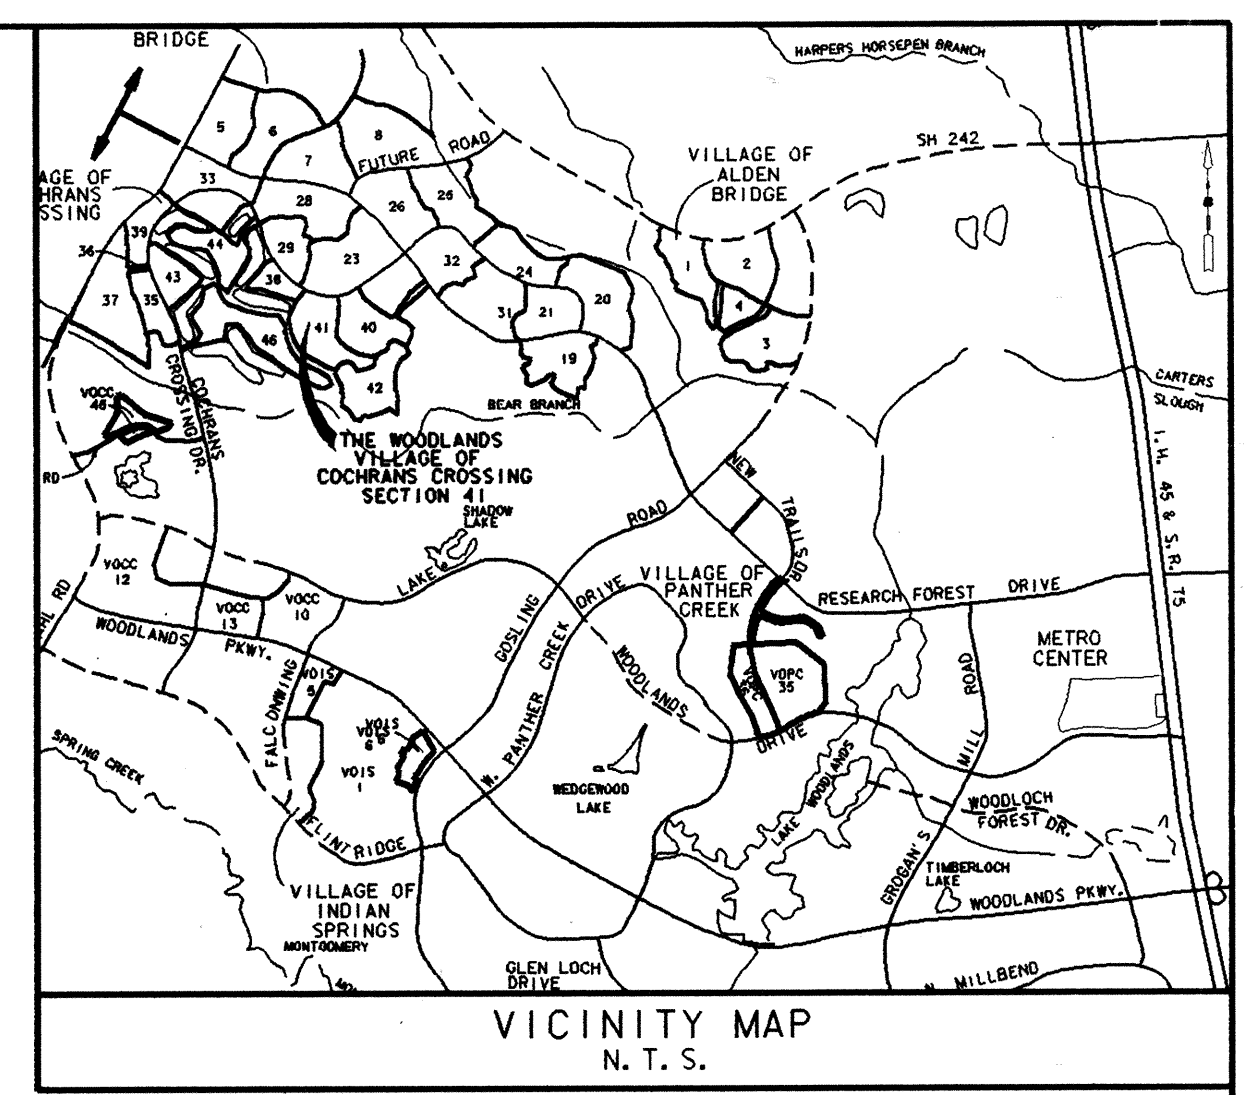 BRIDGE
HARPERS HORSEPEN BRANCH
5
6
8
7
FUTURE ROAD
SH 242
VILLAGE OF
ALDEN
BRIDGE
AGE OF
HRANS
SSING
33
28
26
25
39
44
29
23
36
43
38
32
24
1
2
37
35
31
21
20
4
46
41
40
19
3
42
CARTERS
SLOUGH
VOCC
COCHRANS
CROSSING DR.
BEAR BRANCH
THE WOODLANDS
VILLAGE OF
COCHRANS CROSSING
SECTION 41
RD
I.H. 45 & S.R. 75
NEW TRAILS DR
SHADOW
LAKE
ROAD
LAKE
VOCC
12
VOCC
13
VOCC
10
VILLAGE OF
PANTHER
CREEK
RESEARCH FOREST DRIVE
RD
WOODLANDS PKWY.
GOSLING
W. PANTHER CREEK DRIVE
WOODLANDS
METRO
CENTER
FALCONWING
VOIS
5
VOPC
35
DRIVE
ROAD
MILL
GROGAN'S
VOIS
6
VOIS
1
SPRING CREEK
WEDGEWOOD
LAKE
LAKE WOODLANDS
WOODLOCH
FOREST DR.
FLINTRIDGE
TIMBERLOCH
LAKE
WOODLANDS PKWY.
VILLAGE OF
INDIAN
SPRINGS
MONTGOMERY
GLEN LOCH
DRIVE
MILLBEND
VICINITY MAP
N. T. S.